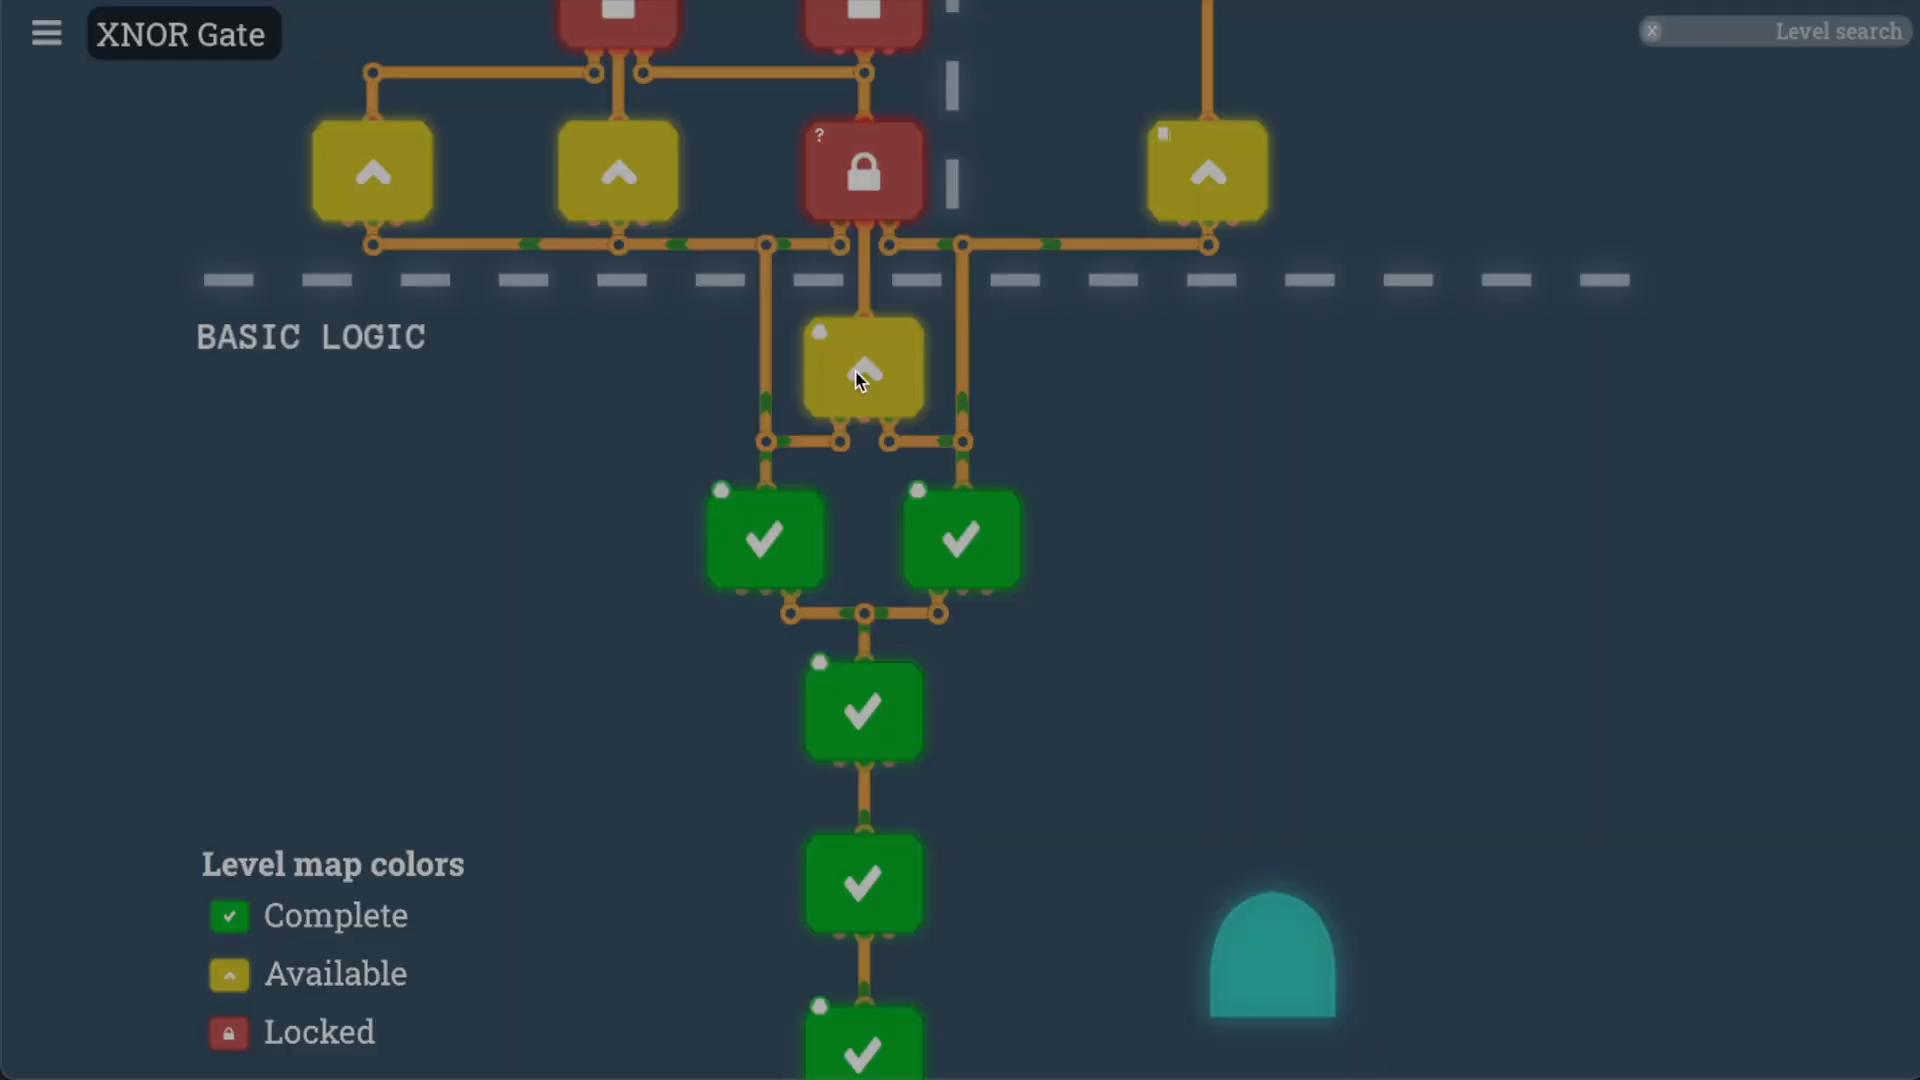 XNOR Gate
X
Level search
?
BASIC LOGIC
Level map colors
Complete
Available
Locked